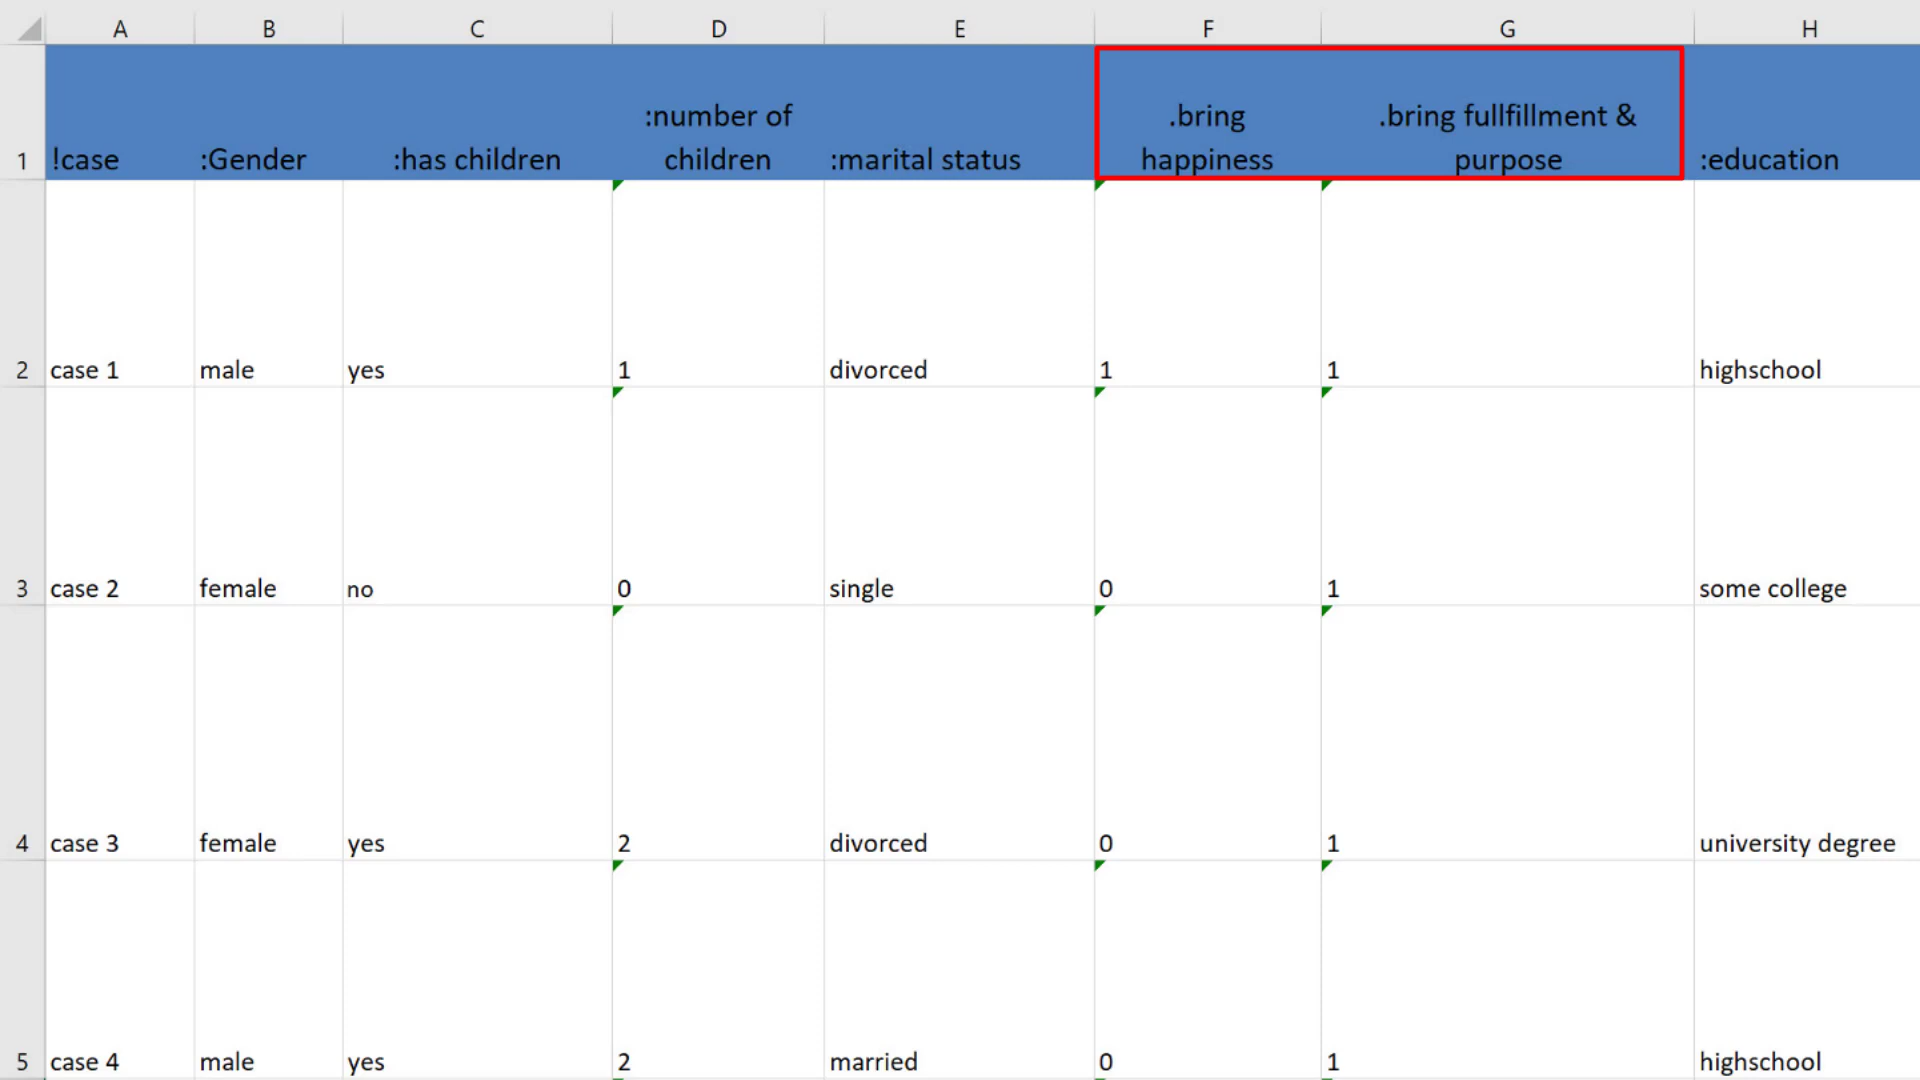 A B C D E F G H
1 !case :Gender :has children :number of children :marital status .bring happiness .bring fullfillment & purpose :education
2 case 1 male yes 1 divorced 1 1 highschool
3 case 2 female no 0 single 0 1 some college
4 case 3 female yes 2 divorced 0 1 university degree
5 case 4 male yes 2 married 0 1 highschool